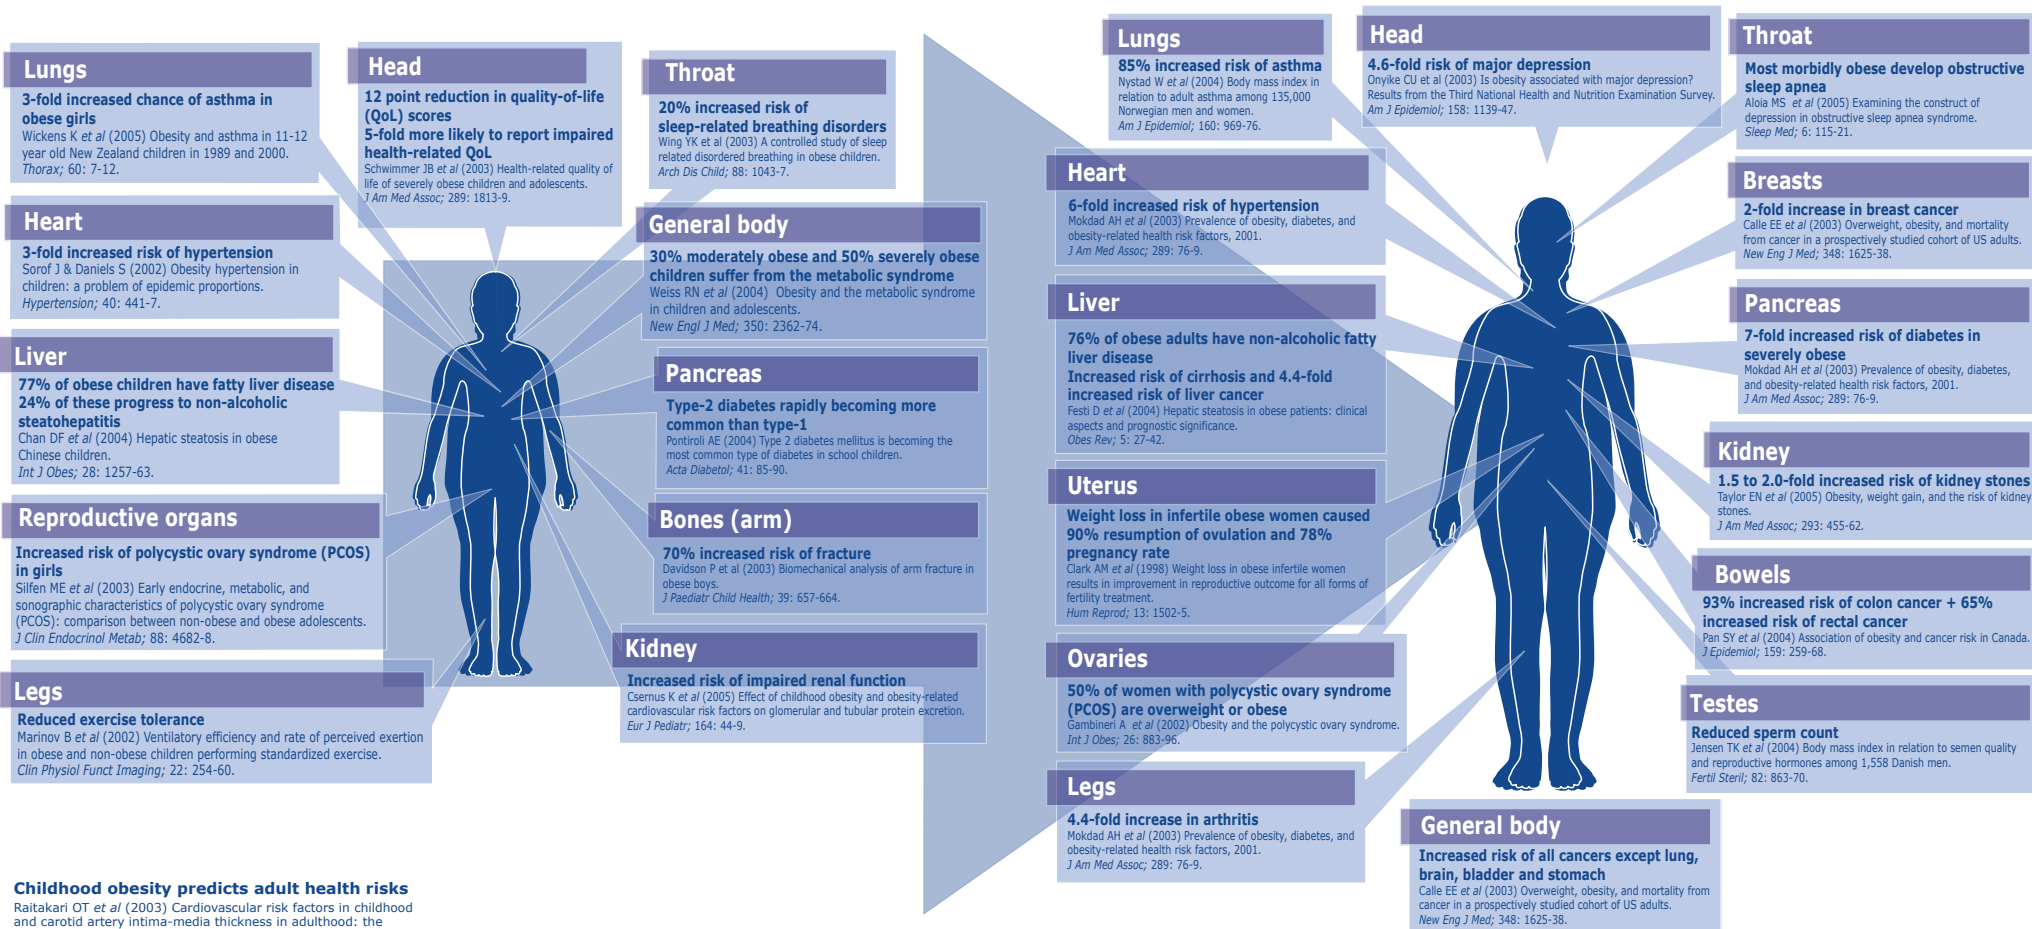 Lungs
3-fold increased chance of asthma in
obese girls
Wickens K et al (2005) Obesity and asthma in 11-12
year old New Zealand children in 1989 and 2000.
Thorax; 60: 7-12.
Heart
3-fold increased risk of hypertension
Sorof J & Daniels S (2002) Obesity hypertension in
children: a problem of epidemic proportions.
Hypertension; 40: 441-7.
Liver
77% of obese children have fatty liver disease
24% of these progress to non-alcoholic
steatohepatitis
Chan DF et al (2004) Hepatic steatosis in obese
Chinese children.
Int J Obes; 28: 1257-63.
Reproductive organs
Increased risk of polycystic ovary syndrome (PCOS)
in girls
Silfen ME et al (2003) Early endocrine, metabolic, and
sonographic characteristics of polycystic ovary syndrome
(PCOS): comparison between non-obese and obese adolescents.
J Clin Endocrinol Metab; 88: 4682-8.
Legs
Reduced exercise tolerance
Marinov B et al (2002) Ventilatory efficiency and rate of perceived exertion
in obese and non-obese children performing standardized exercise.
Clin Physiol Funct Imaging; 22: 254-60.
Head
12 point reduction in quality-of-life
(QoL) scores
5-fold more likely to report impaired
health-related QoL
Schwimmer JB et al (2003) Health-related quality of
life of severely obese children and adolescents.
J Am Med Assoc; 289: 1813-9.
Throat
20% increased risk of
sleep-related breathing disorders
Wing YK et al (2003) A controlled study of sleep
related disordered breathing in obese children.
Arch Dis Child; 88: 1043-7.
General body
30% moderately obese and 50% severely obese
children suffer from the metabolic syndrome
Weiss RN et al (2004) Obesity and the metabolic syndrome
in children and adolescents.
New Engl J Med; 350: 2362-74.
Pancreas
Type-2 diabetes rapidly becoming more
common than type-1
Pontiroli AE (2004) Type 2 diabetes mellitus is becoming the
most common type of diabetes in school children.
Acta Diabetol; 41: 85-90.
Bones (arm)
70% increased risk of fracture
Davidson P et al (2003) Biomechanical analysis of arm fracture in
obese boys.
J Paediatr Child Health; 39: 657-664.
Kidney
Increased risk of impaired renal function
Csernus K et al (2005) Effect of childhood obesity and obesity-related
cardiovascular risk factors on glomerular and tubular protein excretion.
Eur J Pediatr; 164: 44-9.
Childhood obesity predicts adult health risks
Raitakari OT et al (2003) Cardiovascular risk factors in childhood
and carotid artery intima-media thickness in adulthood: the
Lungs
85% increased risk of asthma
Nystad W et al (2004) Body mass index in
relation to adult asthma among 135,000
Norwegian men and women.
Am J Epidemiol; 160: 969-76.
Heart
6-fold increased risk of hypertension
Mokdad AH et al (2003) Prevalence of obesity, diabetes, and
obesity-related health risk factors, 2001.
J Am Med Assoc; 289: 76-9.
Liver
76% of obese adults have non-alcoholic fatty
liver disease
Increased risk of cirrhosis and 4.4-fold
increased risk of liver cancer
Festi D et al (2004) Hepatic steatosis in obese patients: clinical
aspects and prognostic significance.
Obes Rev; 5: 27-42.
Uterus
Weight loss in infertile obese women caused
90% resumption of ovulation and 78%
pregnancy rate
Clark AM et al (1998) Weight loss in obese infertile women
results in improvement in reproductive outcome for all forms of
fertility treatment.
Hum Reprod; 13: 1502-5.
Ovaries
50% of women with polycystic ovary syndrome
(PCOS) are overweight or obese
Gambineri A et al (2002) Obesity and the polycystic ovary syndrome.
Int J Obes; 26: 883-96.
Legs
4.4-fold increase in arthritis
Mokdad AH et al (2003) Prevalence of obesity, diabetes, and
obesity-related health risk factors, 2001.
J Am Med Assoc; 289: 76-9.
Head
4.6-fold risk of major depression
Onyike CU et al (2003) Is obesity associated with major depression?
Results from the Third National Health and Nutrition Examination Survey.
Am J Epidemiol; 158: 1139-47.
Throat
Most morbidly obese develop obstructive
sleep apnea
Aloia MS et al (2005) Examining the construct of
depression in obstructive sleep apnea syndrome.
Sleep Med; 6: 115-21.
Breasts
2-fold increase in breast cancer
Calle EE et al (2003) Overweight, obesity, and mortality
from cancer in a prospectively studied cohort of US adults.
New Eng J Med; 348: 1625-38.
Pancreas
7-fold increased risk of diabetes in
severely obese
Mokdad AH et al (2003) Prevalence of obesity, diabetes,
and obesity-related health risk factors, 2001.
J Am Med Assoc; 289: 76-9.
Kidney
1.5 to 2.0-fold increased risk of kidney stones
Taylor EN et al (2005) Obesity, weight gain, and the risk of kidney
stones.
J Am Med Assoc; 293: 455-62.
Bowels
93% increased risk of colon cancer + 65%
increased risk of rectal cancer
Pan SY et al (2004) Association of obesity and cancer risk in Canada.
J Epidemiol; 159: 259-68.
Testes
Reduced sperm count
Jensen TK et al (2004) Body mass index in relation to semen quality
and reproductive hormones among 1,558 Danish men.
Fertil Steril; 82: 863-70.
General body
Increased risk of all cancers except lung,
brain, bladder and stomach
Calle EE et al (2003) Overweight, obesity, and mortality from
cancer in a prospectively studied cohort of US adults.
New Eng J Med; 348: 1625-38.